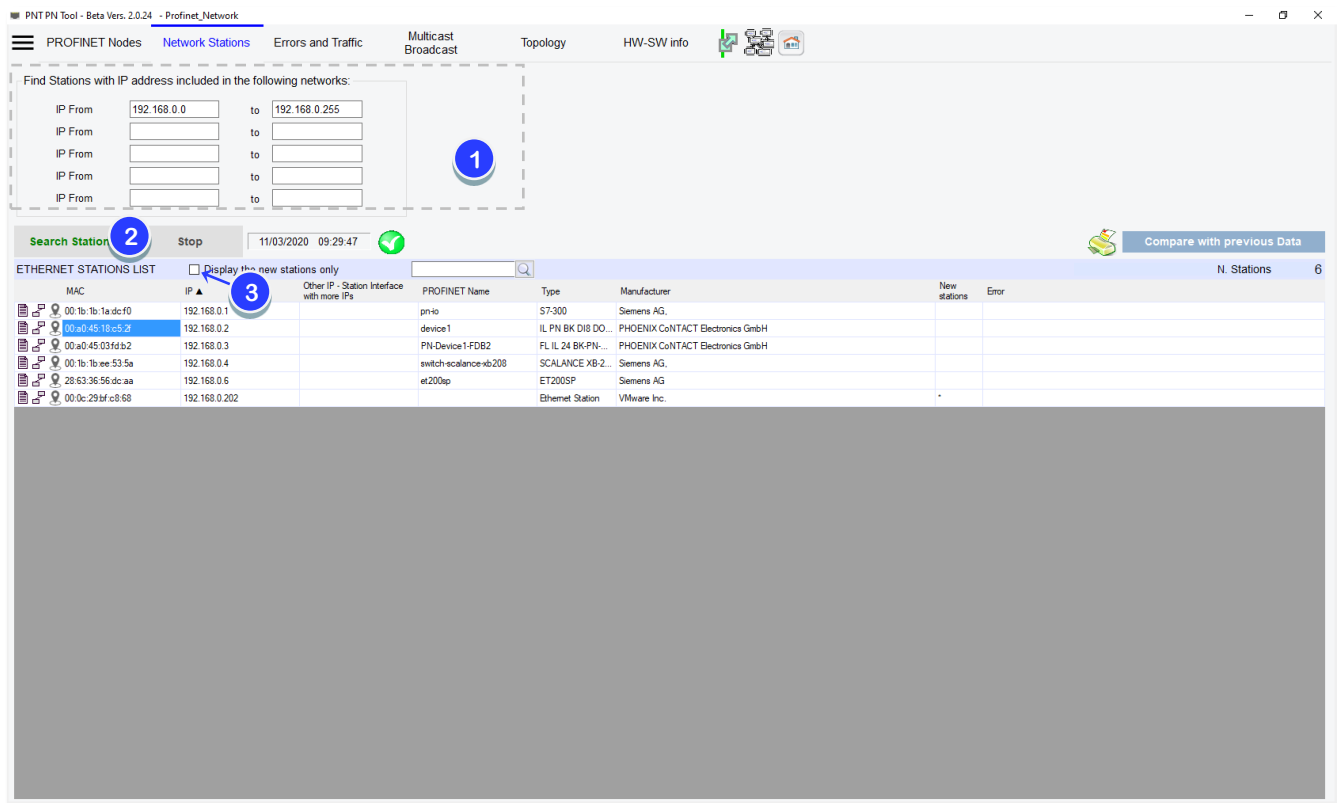 PNT PN Tool - Beta Vers. 2.0.24 - Profinet_Network
PROFINET Nodes Network Stations Errors and Traffic Multicast Broadcast Topology HW-SW info
Find Stations with IP address included in the following networks:
IP From 192.168.0.0 to 192.168.0.255
IP From to
IP From to
1
IP From to
IP From to
Search Station 2 Stop 11/03/2020 09:29:47 Compare with previous Data
ETHERNET STATIONS LIST Display the new stations only N. Stations 6
3
MAC IP ▲ Other IP - Station Interface with more IPs PROFINET Name Type Manufacturer New stations Error
00:1b:1b:1a:dc:f0 192.168.0.1 pn-io S7-300 Siemens AG,
00:a0:45:18:c5:2f 192.168.0.2 device1 IL PN BK DI8 DO... PHOENIX CoNTACT Electronics GmbH
00:a0:45:03:fd:b2 192.168.0.3 PN-Device1-FDB2 FL IL 24 BK-PN-... PHOENIX CoNTACT Electronics GmbH
00:1b:1b:ee:53:5a 192.168.0.4 switch-scalance-xb208 SCALANCE XB-2... Siemens AG,
28:63:36:56:dc:aa 192.168.0.6 et200sp ET200SP Siemens AG
00:0c:29:bf:c8:68 192.168.0.202 Ethernet Station VMware Inc. *